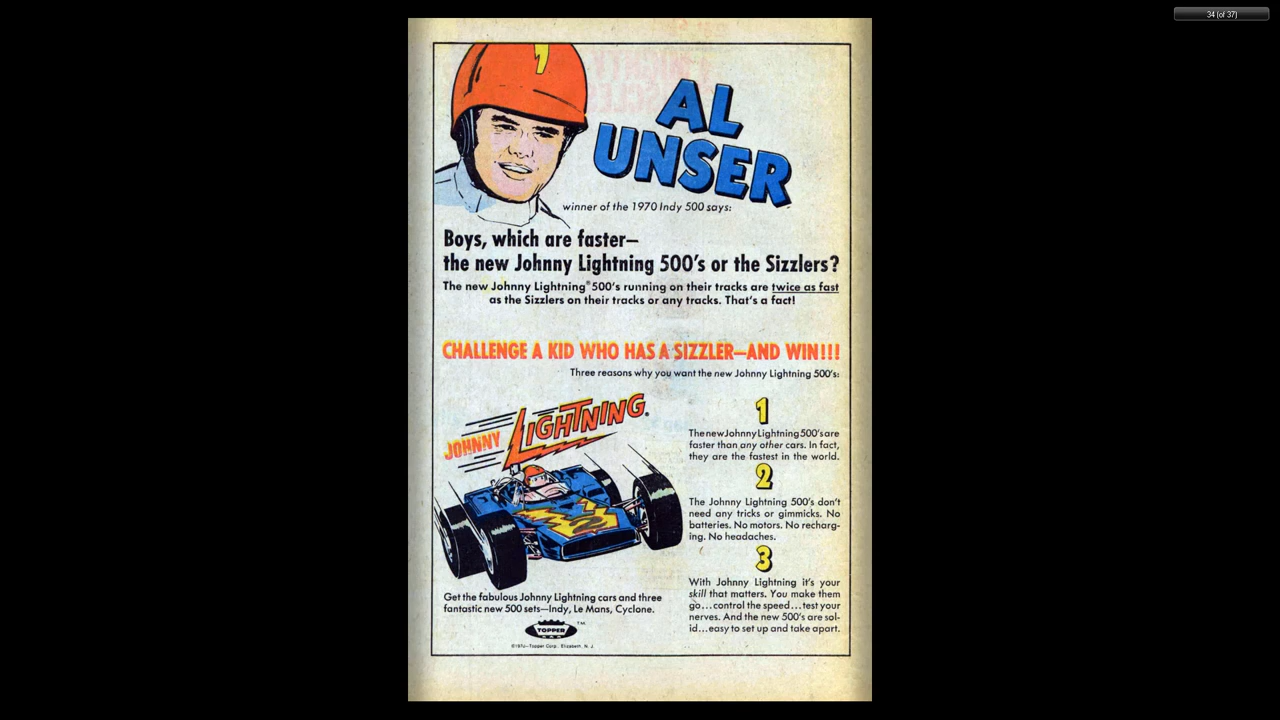 34 (of 37)
AL
UNSER
winner of the 1970 Indy 500 says:
Boys, which are faster—
the new Johnny Lightning 500's or the Sizzlers?
The new Johnny Lightning® 500's running on their tracks are twice as fast
as the Sizzlers on their tracks or any tracks. That's a fact!
CHALLENGE A KID WHO HAS A SIZZLER—AND WIN!!!
Three reasons why you want the new Johnny Lightning 500's:
JOHNNY LIGHTNING®
1
The new Johnny Lightning 500's are
faster than any other cars. In fact,
they are the fastest in the world.
2
The Johnny Lightning 500's don't
need any tricks or gimmicks. No
batteries. No motors. No recharg-
ing. No headaches.
3
With Johnny Lightning it's your
skill that matters. You make them
go...control the speed...test your
nerves. And the new 500's are sol-
id...easy to set up and take apart.
2
Get the fabulous Johnny Lightning cars and three
fantastic new 500 sets—Indy, Le Mans, Cyclone.
TOPPER ™
©1970—Topper Corp., Elizabeth, N. J.